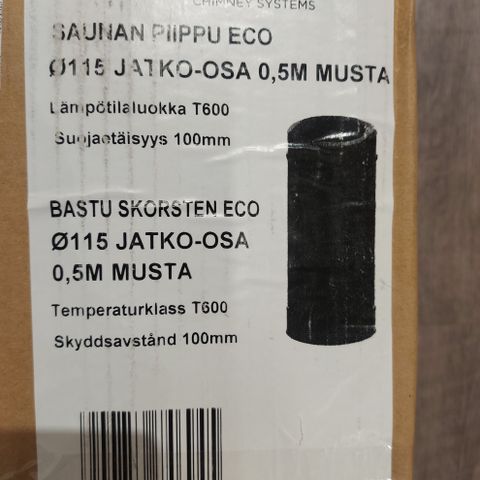 CHIMNEY SYSTEMS
SAUNAN PIIPPU ECO
Ø115 JATKO-OSA 0,5M MUSTA
Lämpötilaluokka T600
Suojaetäisyys 100mm
BASTU SKORSTEN ECO
Ø115 JATKO-OSA
0,5M MUSTA
Temperaturklass T600
Skyddsavstånd 100mm